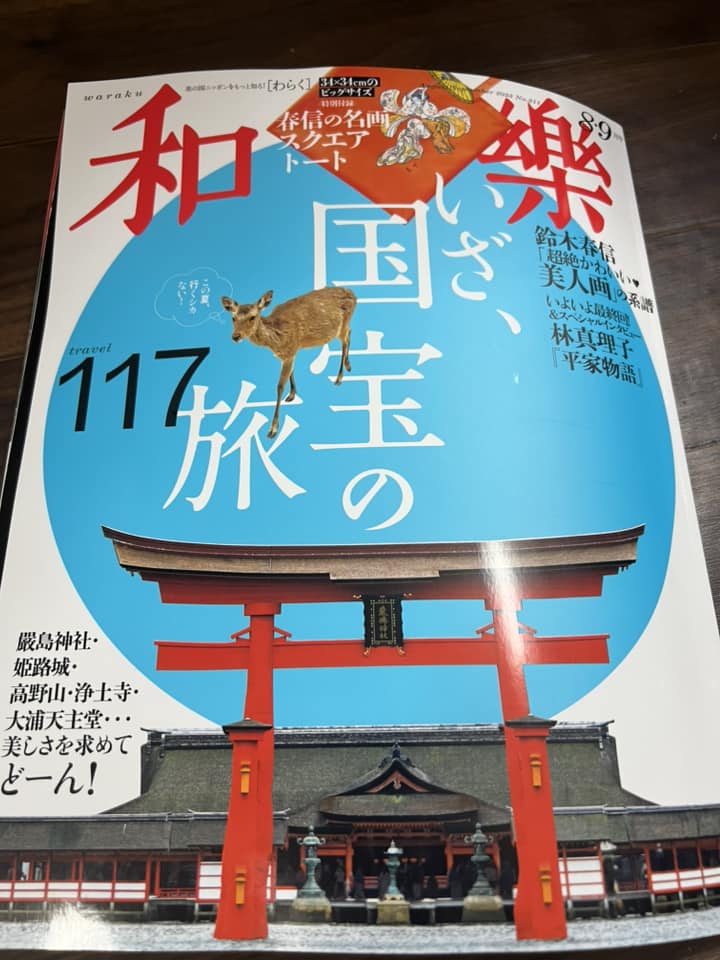 waraku
美の国ニッポンをもっと知る!
[わらく]
和樂
34×34cmの
ビッグサイズ
特別付録
春信の名画
スクエア
トート
8・9
いざ、
国宝の
旅
この夏、
行くシカ
ない!
travel
117
鈴木春信
「超絶かわいい♥
美人画」の系譜
いよいよ最終回!
&スペシャルインタビュー
林真理子
『平家物語』
嚴島神社
嚴島神社・
姫路城・
高野山・浄土寺・
大浦天主堂・・・
美しさを求めて
どーん!